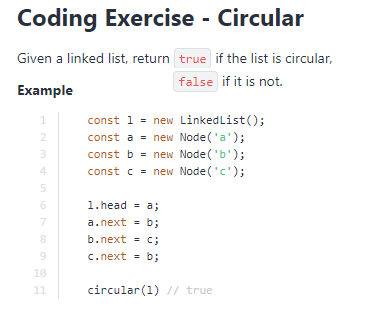 Coding Exercise - Circular
Given a linked list, return true if the list is circular,
false if it is not.
Example
1 const l = new LinkedList();
2 const a = new Node('a');
3 const b = new Node('b');
4 const c = new Node('c');
5
6 l.head = a;
7 a.next = b;
8 b.next = c;
9 c.next = b;
10
11 circular(l) // true